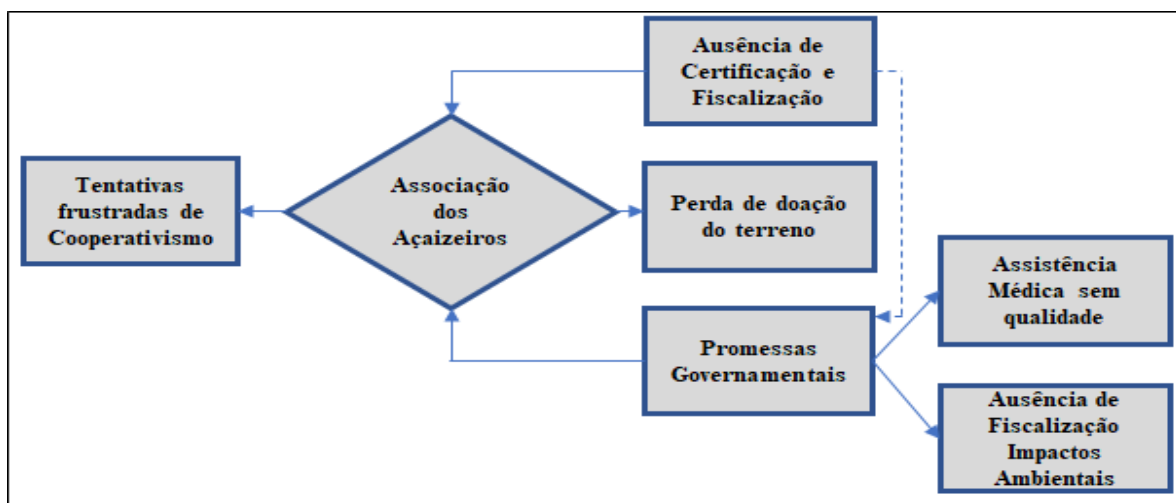 Ausência de
Certificação e
Fiscalização
Tentativas
frustradas de
Cooperativismo
Associação
dos
Açaizeiros
Perda de doação
do terreno
Promessas
Governamentais
Assistência
Médica sem
qualidade
Ausência de
Fiscalização
Impactos
Ambientais